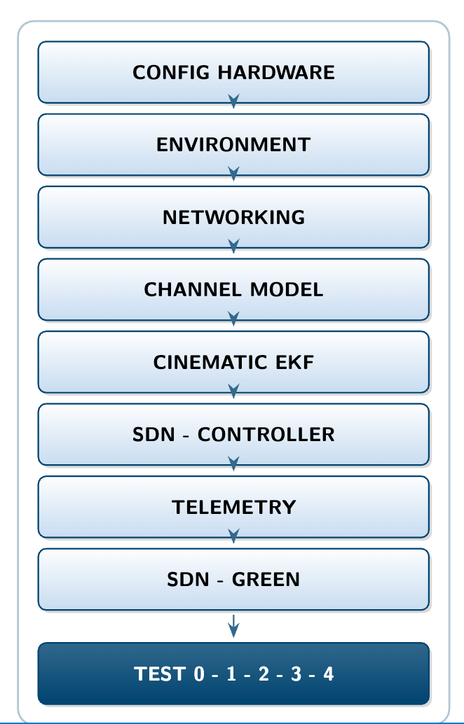 CONFIG HARDWARE
ENVIRONMENT
NETWORKING
CHANNEL MODEL
CINEMATIC EKF
SDN - CONTROLLER
TELEMETRY
SDN - GREEN
TEST 0 - 1 - 2 - 3 - 4